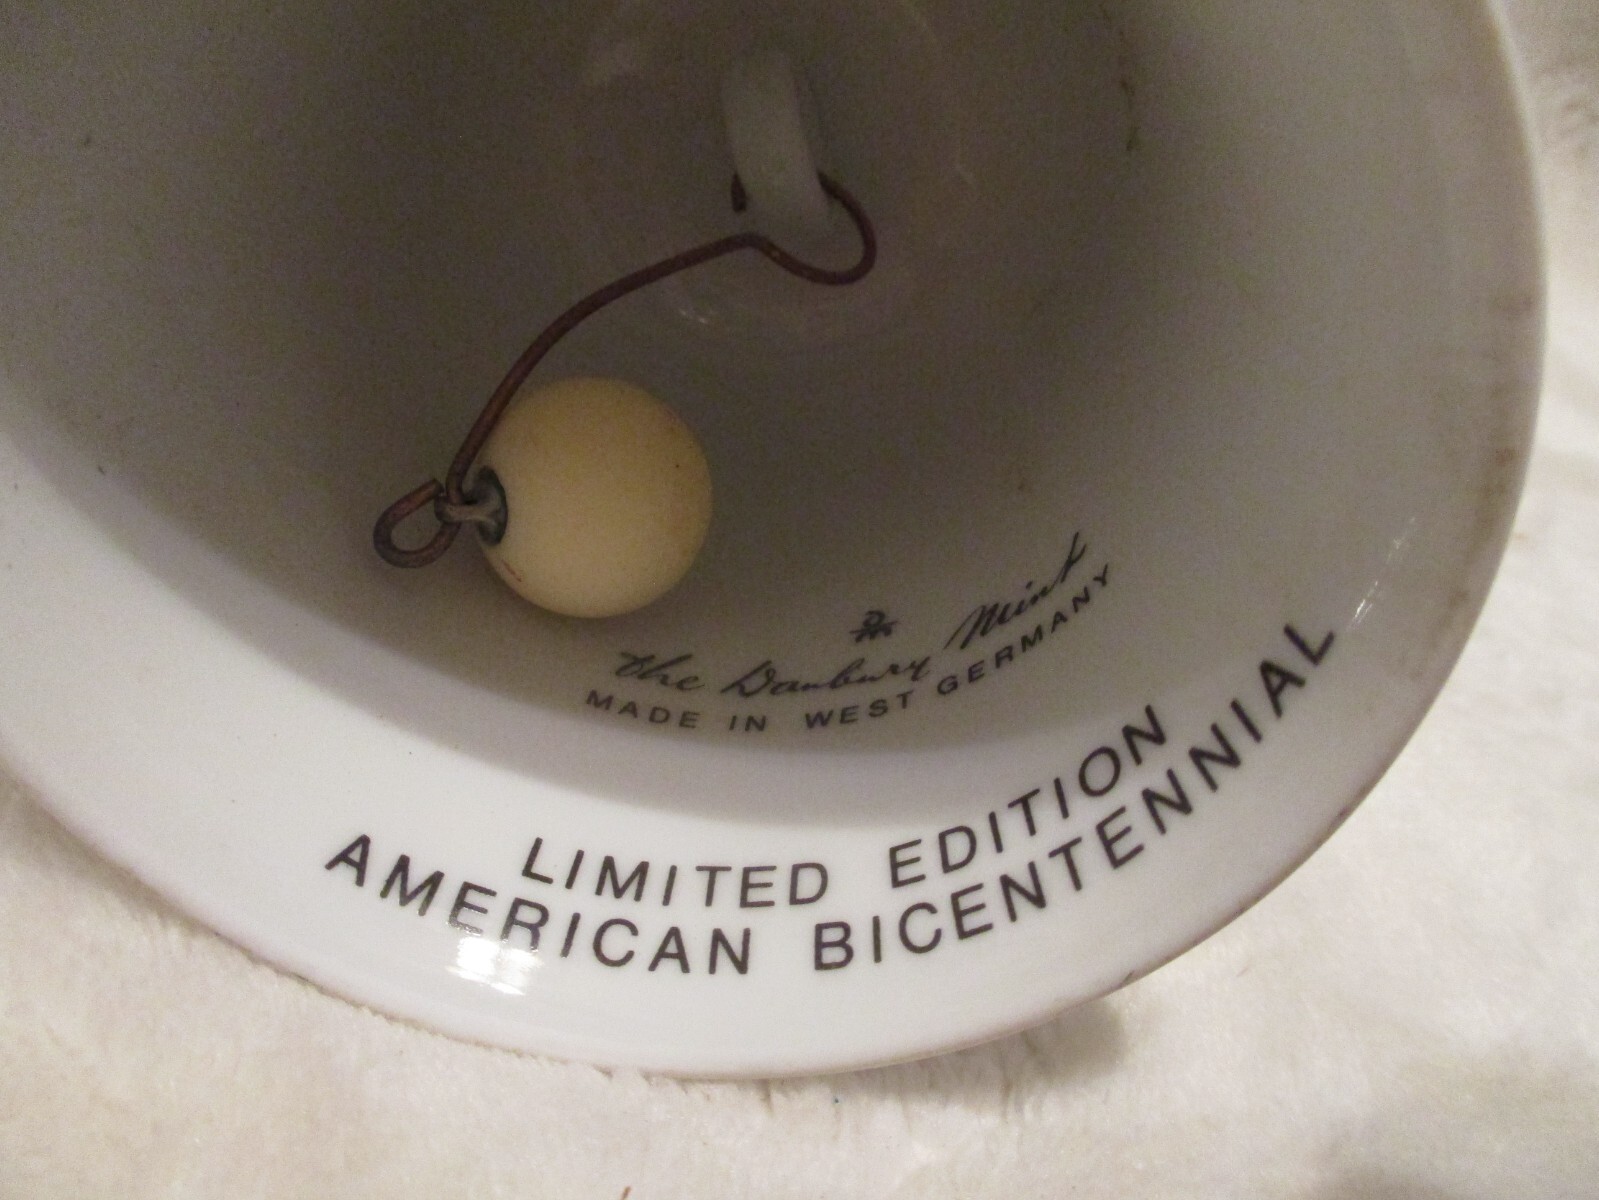 The Danbury Mint
MADE IN WEST GERMANY
LIMITED EDITION
AMERICAN BICENTENNIAL